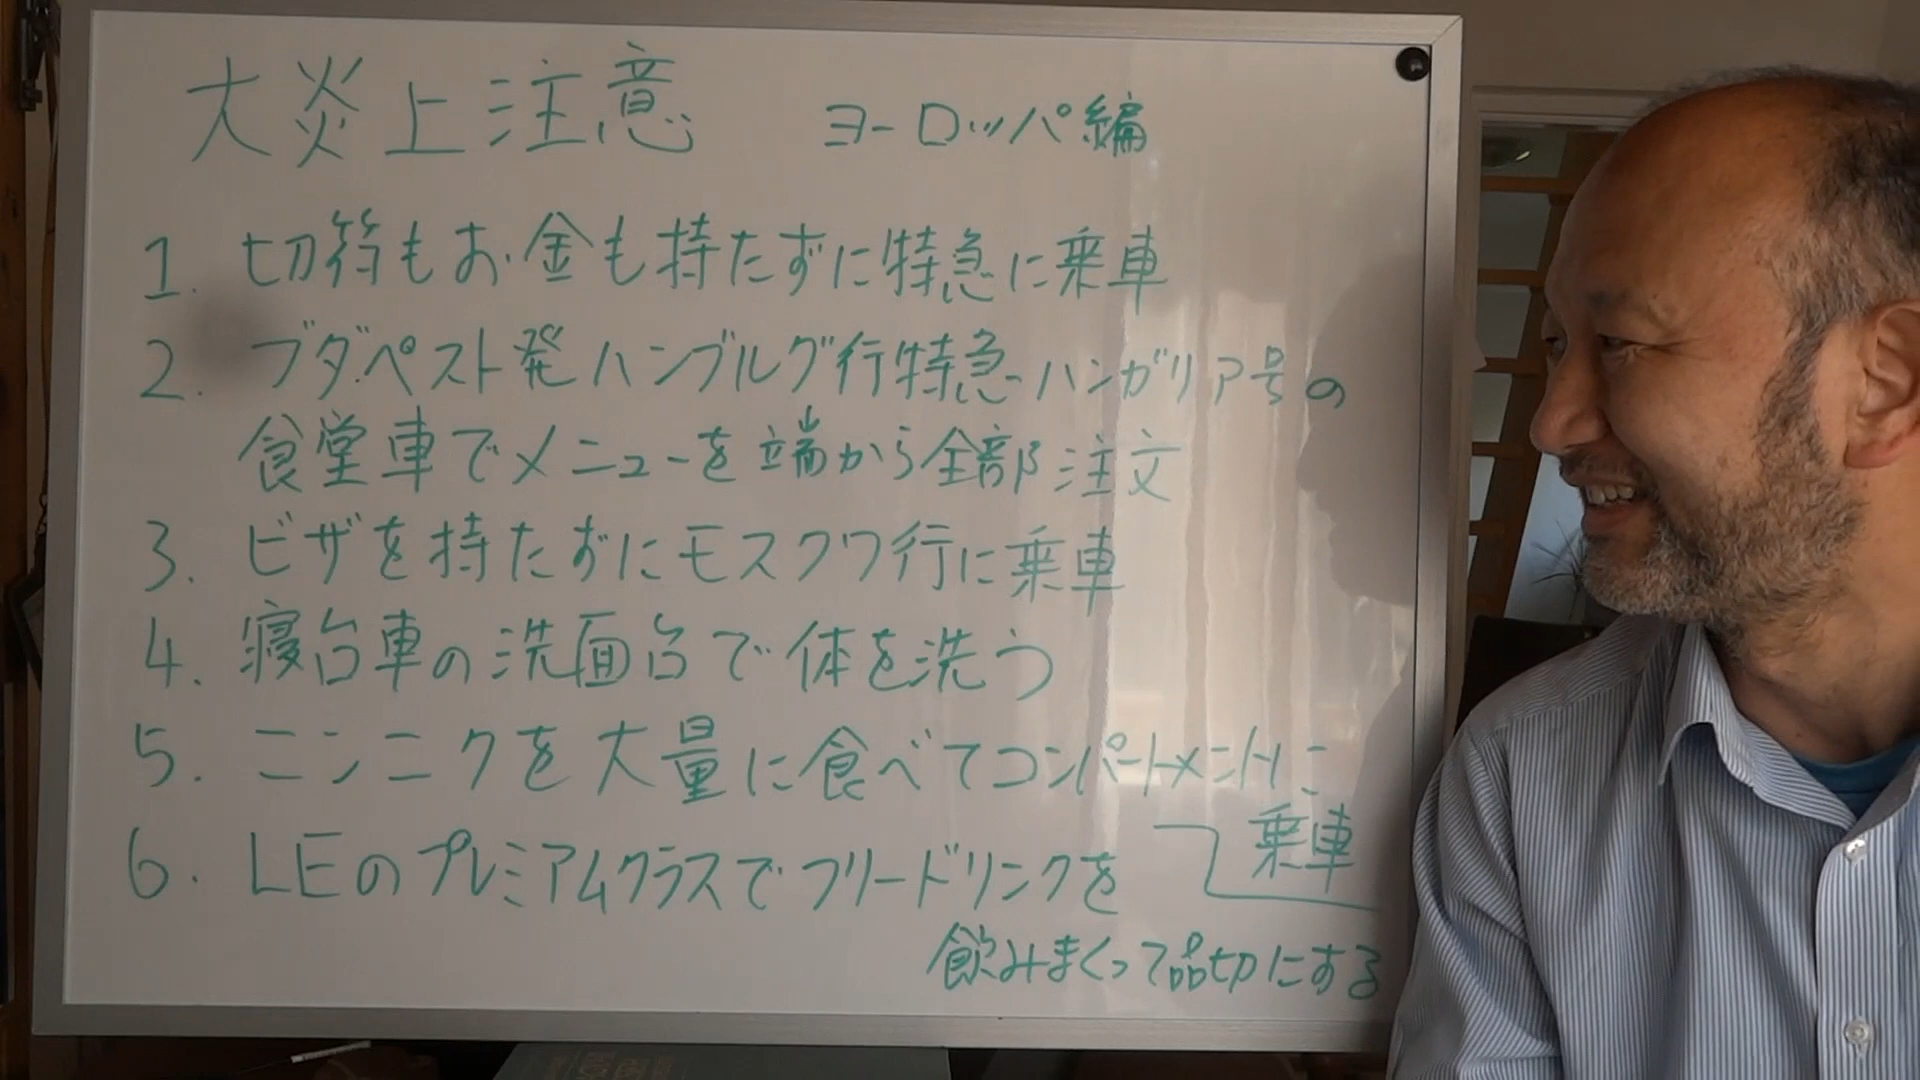 大炎上注意 ヨーロッパ編
1. 切符もお金も持たずに特急に乗車
2. ブダペスト発ハンブルグ行特急ハンガリア号の
食堂車でメニューを端から全部注文
3. ビザを持たずにモスクワ行に乗車
4. 寝台車の洗面台で体を洗う
5. ニンニクを大量に食べてコンパートメントに
乗車
6. LEのプレミアムクラスでフリードリンクを
飲みまくって品切にする